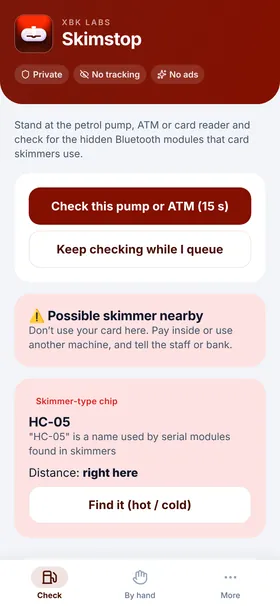 XBK LABS
Skimstop
Private
No tracking
No ads
Stand at the petrol pump, ATM or card reader and
check for the hidden Bluetooth modules that card
skimmers use.
Check this pump or ATM (15 s)
Keep checking while I queue
⚠️ Possible skimmer nearby
Don't use your card here. Pay inside or use
another machine, and tell the staff or bank.
Skimmer-type chip
HC-05
"HC-05" is a name used by serial modules
found in skimmers
Distance: right here
Find it (hot / cold)
Check
By hand
More